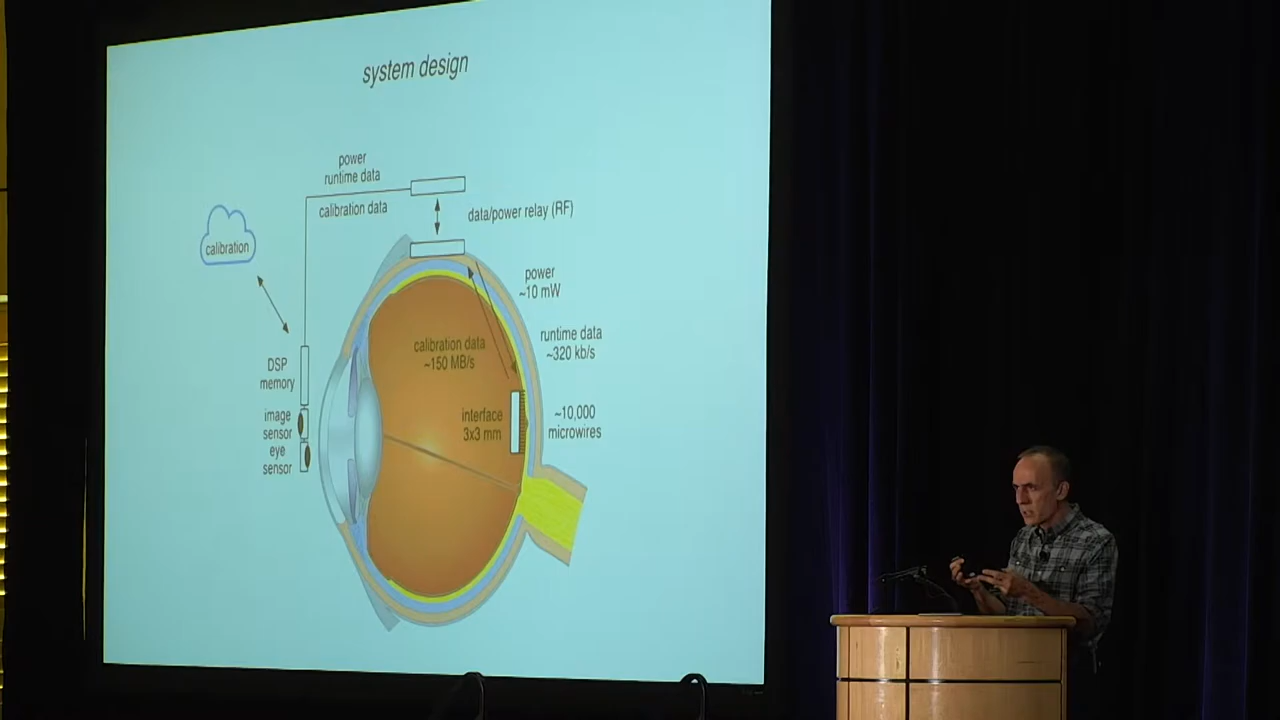 system design
power
runtime data
calibration data
data/power relay (RF)
calibration
power
~10 mW
runtime data
~320 kb/s
calibration data
~150 MB/s
DSP
memory
image
sensor
eye
sensor
interface
3x3 mm
~10,000
microwires